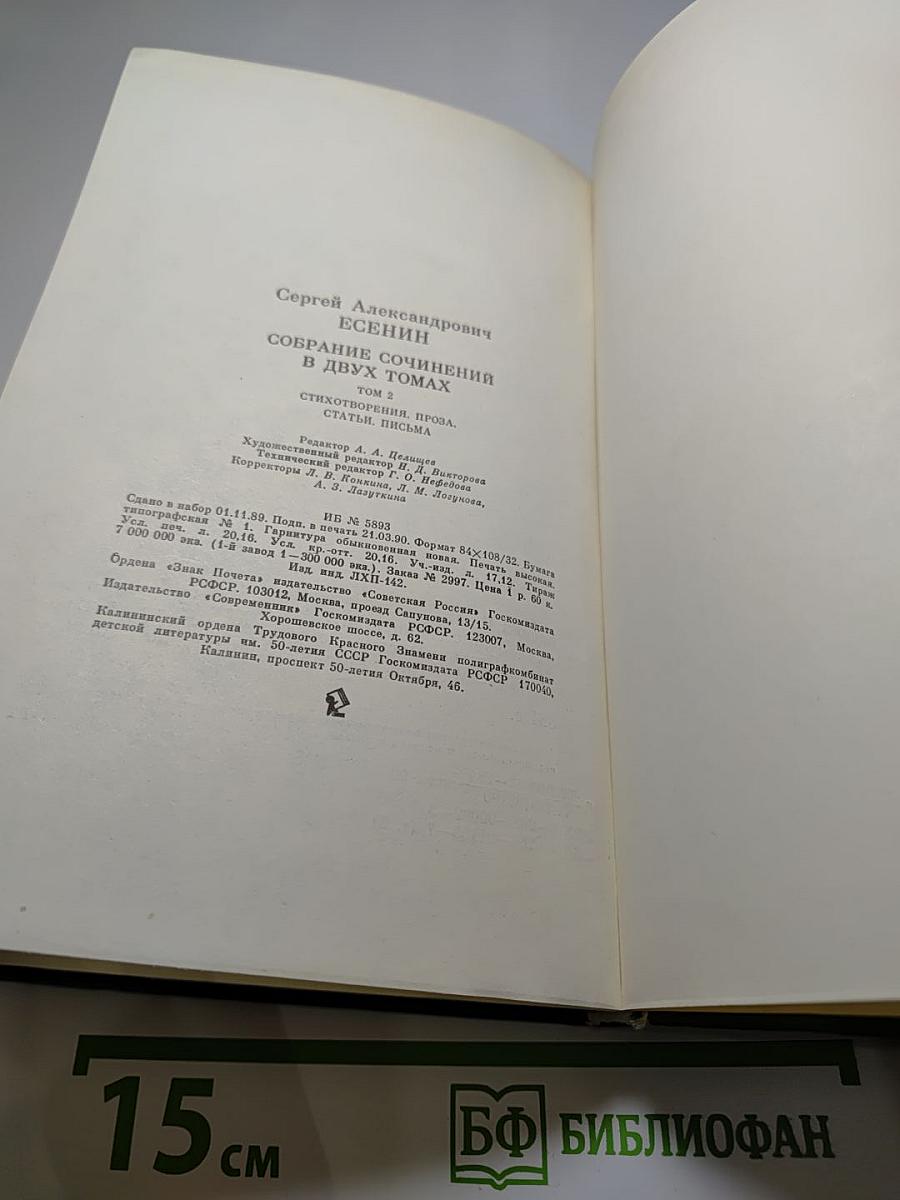 Сергей Александрович
ЕСЕНИН
СОБРАНИЕ СОЧИНЕНИЙ
В ДВУХ ТОМАХ
ТОМ 2
СТИХОТВОРЕНИЯ. ПРОЗА.
СТАТЬИ. ПИСЬМА
Редактор А. А. Целищев
Художественный редактор Н. Д. Викторова
Технический редактор Г. О. Нефедова
Корректоры Л. В. Конкина, Л. М. Логунова,
А. З. Лазуткина
ИБ № 5893
Сдано в набор 01.11.89. Подп. в печать 21.03.90. Формат 84×108/32. Бумага
типографская № 1. Гарнитура обыкновенная новая. Печать высокая.
Усл. печ. л. 20,16. Усл. кр.-отт. 20,16. Уч.-изд. л. 17,12. Тираж
7 000 000 экз. (1-й завод 1—300 000 экз.). Заказ № 2997. Цена 1 р. 60 к.
Изд. инд. ЛХП-142.
Ордена «Знак Почета» издательство «Советская Россия» Госкомиздата
РСФСР. 103012, Москва, проезд Сапунова, 13/15.
Издательство «Современник» Госкомиздата РСФСР. 123007, Москва,
Хорошевское шоссе, д. 62.
Калининский ордена Трудового Красного Знамени полиграфкомбинат
детской литературы им. 50-летия СССР Госкомиздата РСФСР 170040,
Калинин, проспект 50-летия Октября, 46.
15 см
БФ БИБЛИОФАН